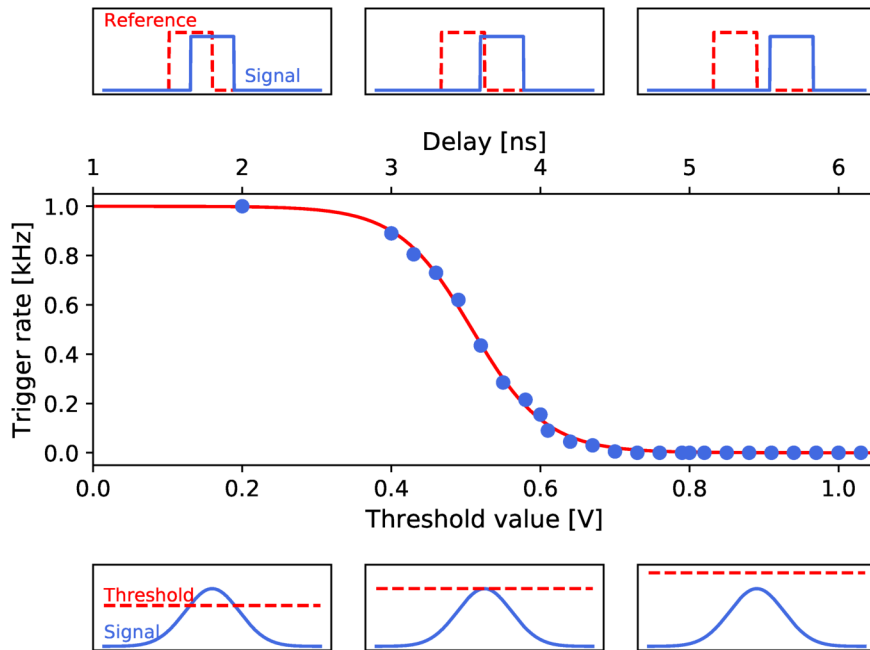 Reference
Signal
Delay [ns]
1 2 3 4 5 6
Trigger rate [kHz]
1.0
0.8
0.6
0.4
0.2
0.0
0.0 0.2 0.4 0.6 0.8 1.0
Threshold value [V]
Threshold
Signal